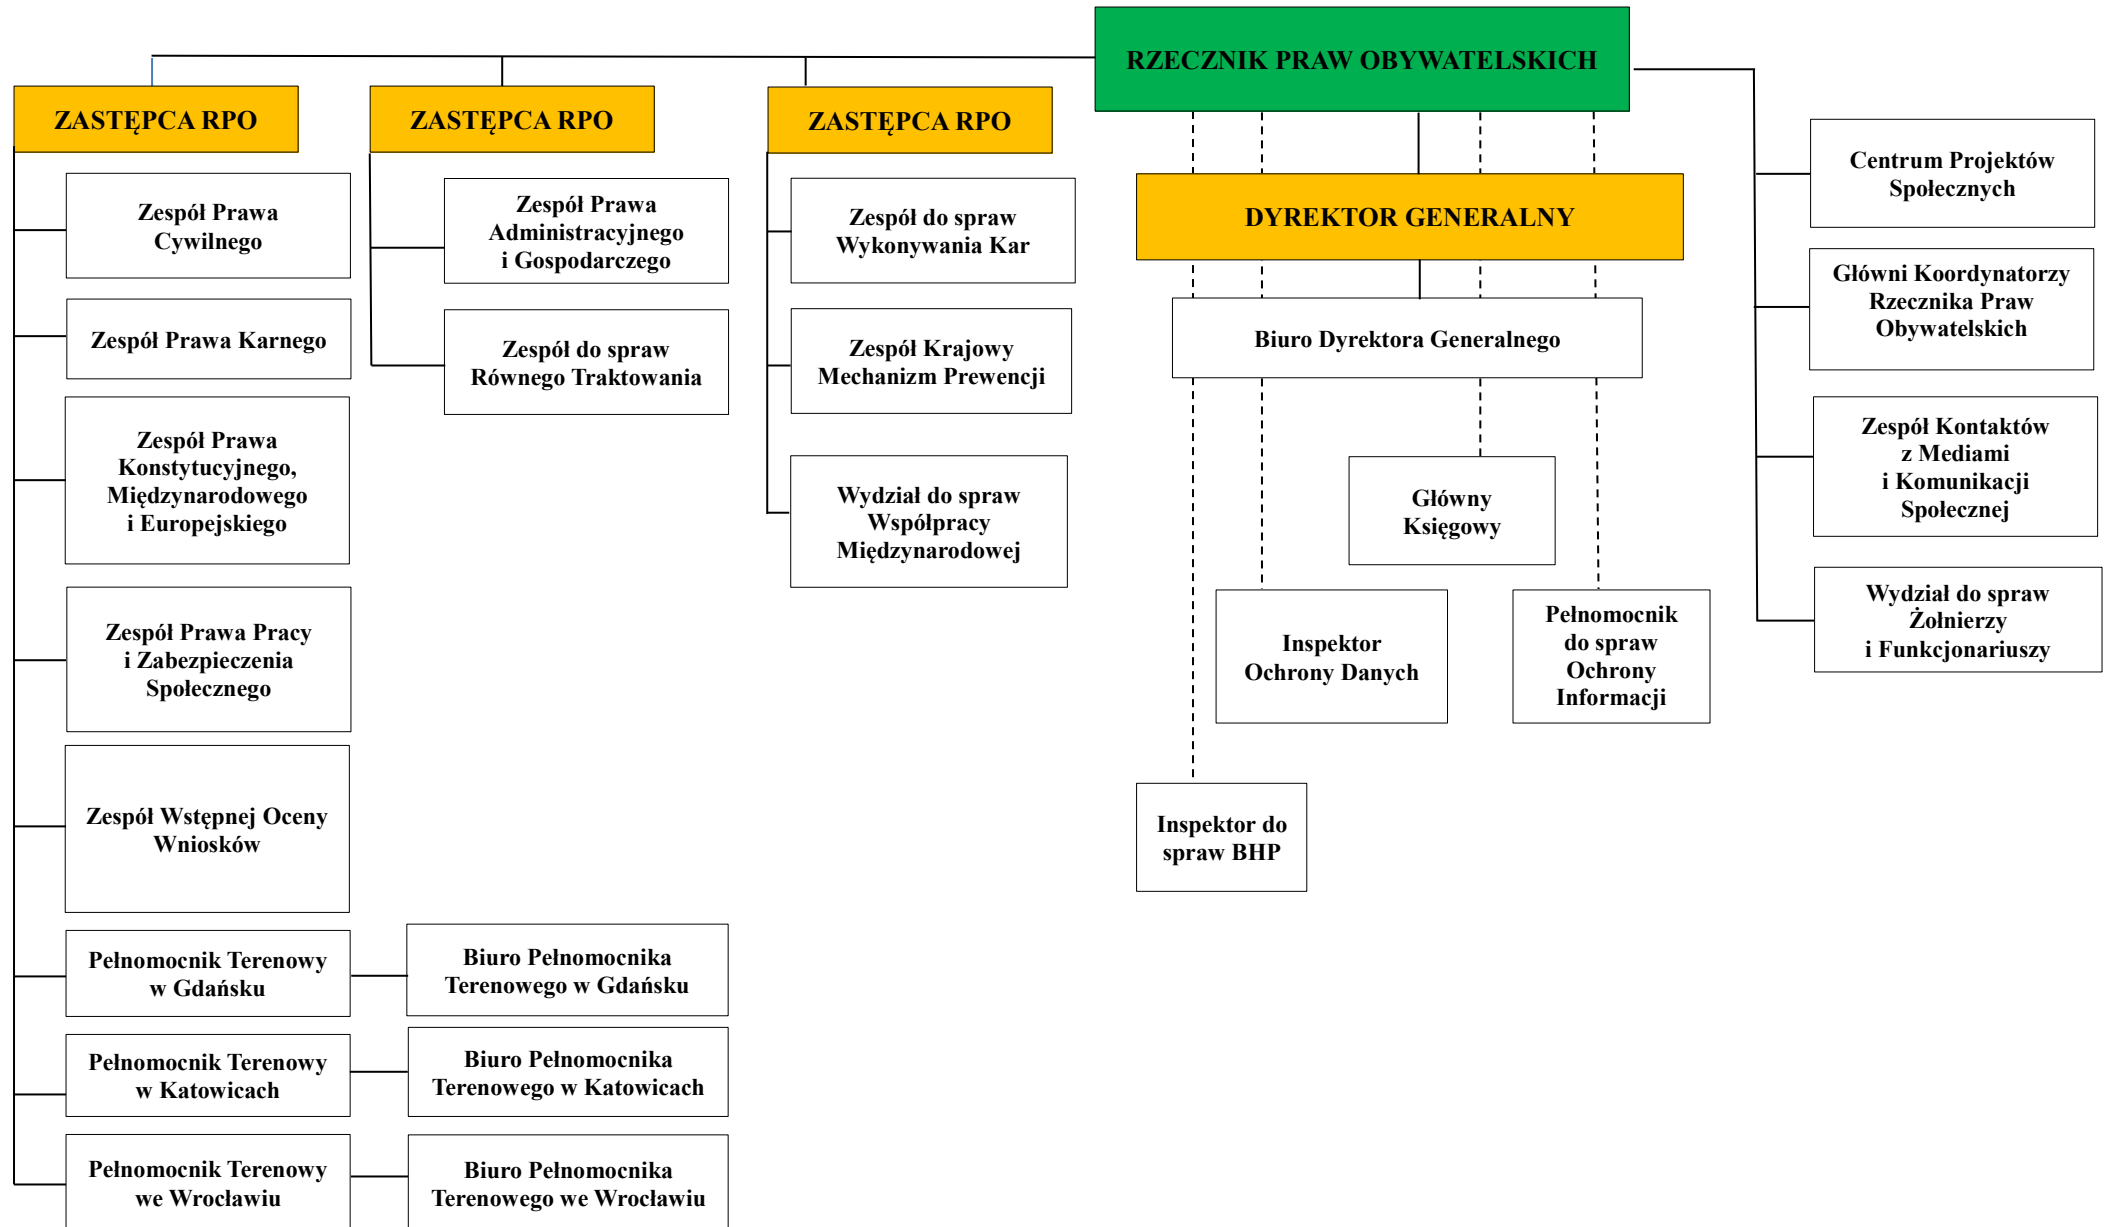 RZECZNIK PRAW OBYWATELSKICH
ZASTĘPCA RPO
Zespół Prawa
Cywilnego
Zespół Prawa Karnego
Zespół Prawa
Konstytucyjnego,
Międzynarodowego
i Europejskiego
Zespół Prawa Pracy
i Zabezpieczenia
Społecznego
Zespół Wstępnej Oceny
Wniosków
Pełnomocnik Terenowy
w Gdańsku
Biuro Pełnomocnika
Terenowego w Gdańsku
Pełnomocnik Terenowy
w Katowicach
Biuro Pełnomocnika
Terenowego w Katowicach
Pełnomocnik Terenowy
we Wrocławiu
Biuro Pełnomocnika
Terenowego we Wrocławiu
ZASTĘPCA RPO
Zespół Prawa
Administracyjnego
i Gospodarczego
Zespół do spraw
Równego Traktowania
ZASTĘPCA RPO
Zespół do spraw
Wykonywania Kar
Zespół Krajowy
Mechanizm Prewencji
Wydział do spraw
Współpracy
Międzynarodowej
DYREKTOR GENERALNY
Biuro Dyrektora Generalnego
Główny
Księgowy
Inspektor
Ochrony Danych
Pełnomocnik
do spraw
Ochrony
Informacji
Inspektor do
spraw BHP
Centrum Projektów
Społecznych
Główni Koordynatorzy
Rzecznika Praw
Obywatelskich
Zespół Kontaktów
z Mediami
i Komunikacji
Społecznej
Wydział do spraw
Żołnierzy
i Funkcjonariuszy